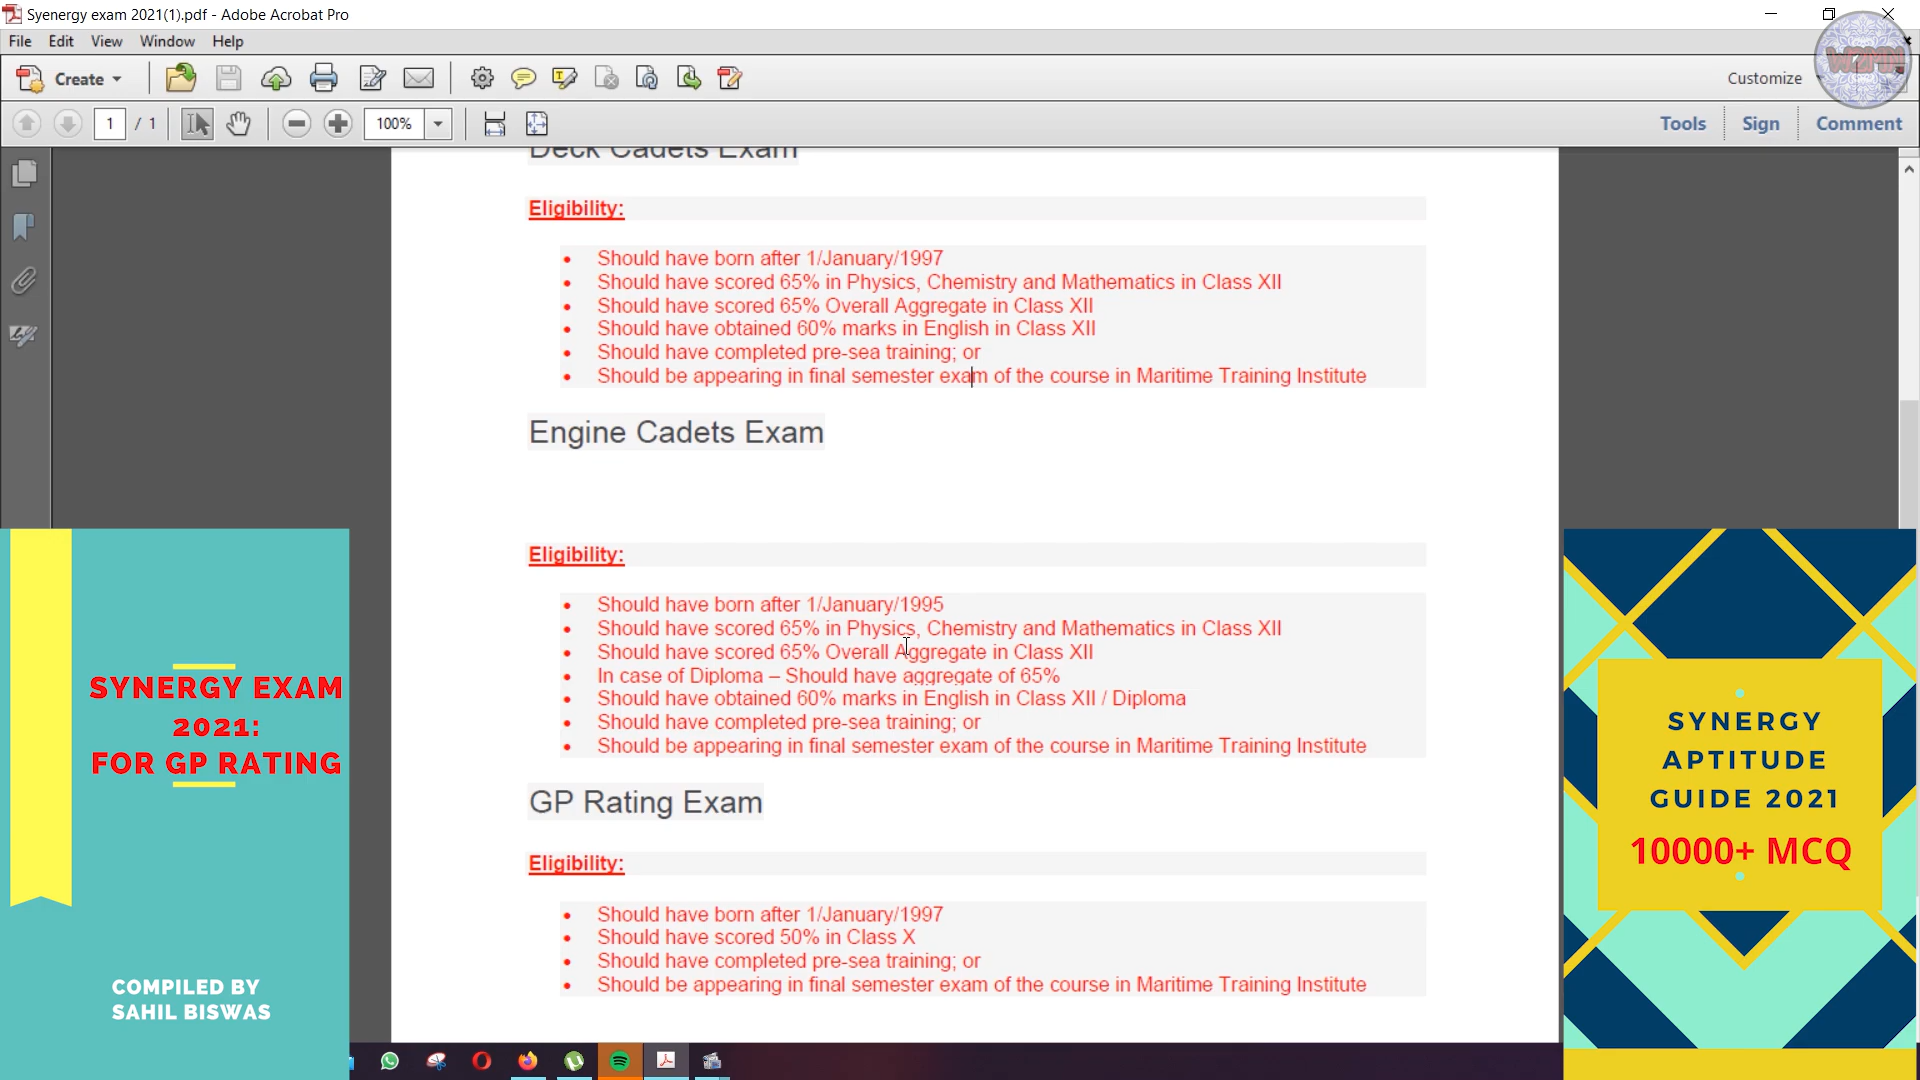 Syenergy exam 2021(1).pdf - Adobe Acrobat Pro
File Edit View Window Help
Create
Customize
1 / 1
100%
Tools Sign Comment
Deck Cadets Exam
Eligibility:
• Should have born after 1/January/1997
• Should have scored 65% in Physics, Chemistry and Mathematics in Class XII
• Should have scored 65% Overall Aggregate in Class XII
• Should have obtained 60% marks in English in Class XII
• Should have completed pre-sea training; or
• Should be appearing in final semester exam of the course in Maritime Training Institute
Engine Cadets Exam
Eligibility:
• Should have born after 1/January/1995
• Should have scored 65% in Physics, Chemistry and Mathematics in Class XII
• Should have scored 65% Overall Aggregate in Class XII
• In case of Diploma – Should have aggregate of 65%
• Should have obtained 60% marks in English in Class XII / Diploma
• Should have completed pre-sea training; or
• Should be appearing in final semester exam of the course in Maritime Training Institute
GP Rating Exam
Eligibility:
• Should have born after 1/January/1997
• Should have scored 50% in Class X
• Should have completed pre-sea training; or
• Should be appearing in final semester exam of the course in Maritime Training Institute
SYNERGY EXAM
2021:
FOR GP RATING
COMPILED BY
SAHIL BISWAS
SYNERGY
APTITUDE
GUIDE 2021
10000+ MCQ